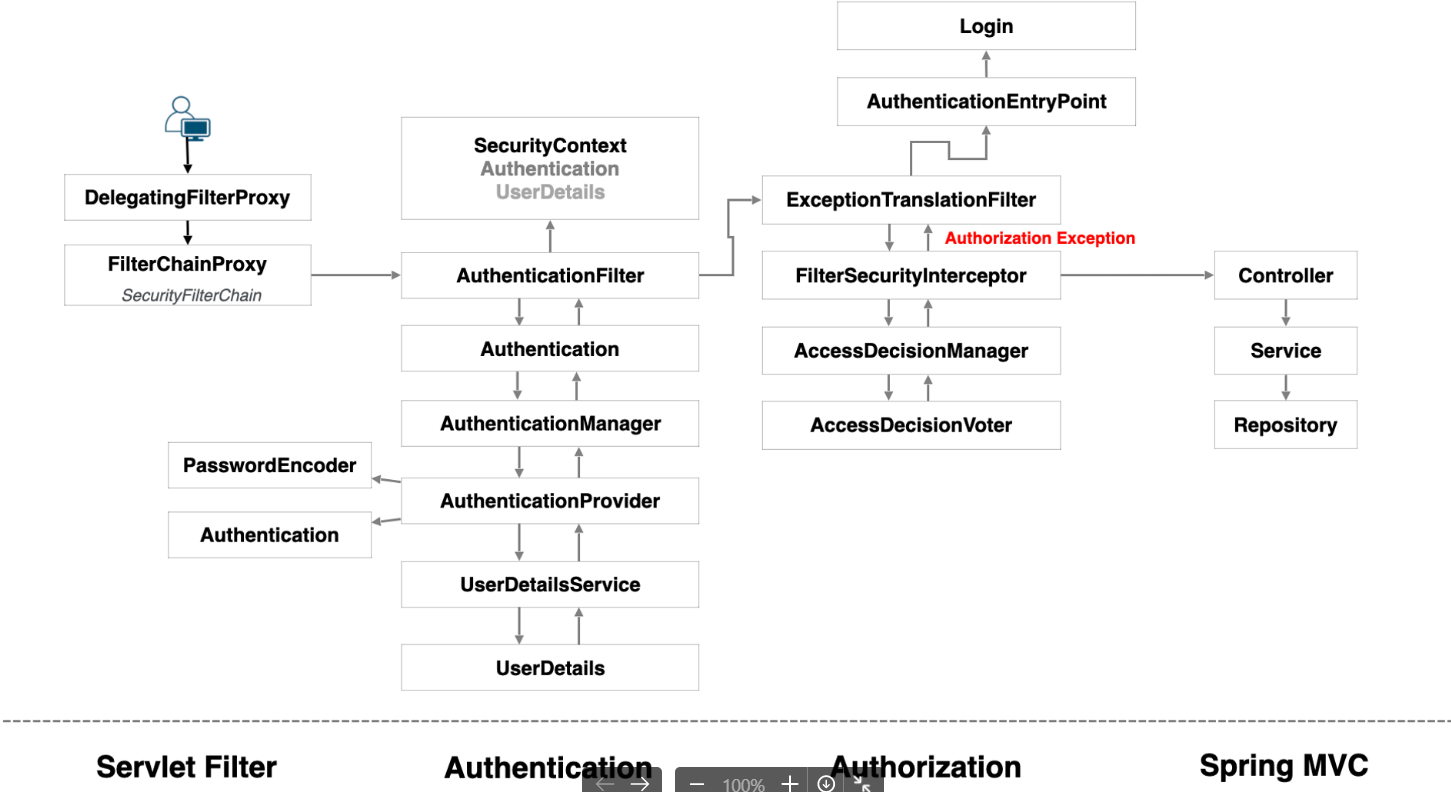 DelegatingFilterProxy
FilterChainProxy
SecurityFilterChain
SecurityContext
Authentication
UserDetails
AuthenticationFilter
Authentication
AuthenticationManager
AuthenticationProvider
PasswordEncoder
Authentication
UserDetailsService
UserDetails
Login
AuthenticationEntryPoint
ExceptionTranslationFilter
Authorization Exception
FilterSecurityInterceptor
AccessDecisionManager
AccessDecisionVoter
Controller
Service
Repository
Servlet Filter
Authentication
Authorization
Spring MVC
100%